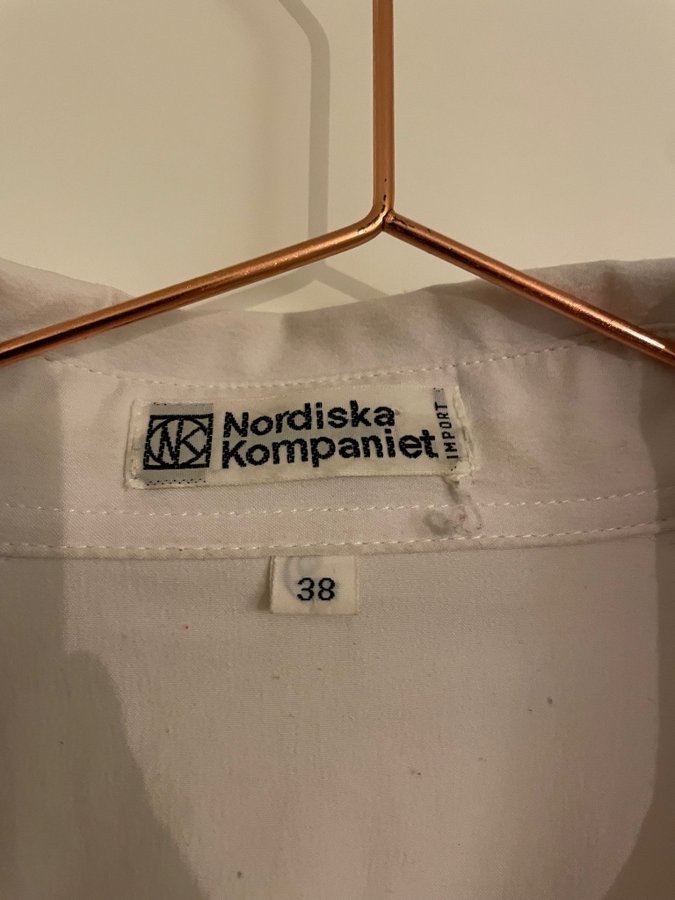 NK
Nordiska
Kompaniet
IMPORT
38